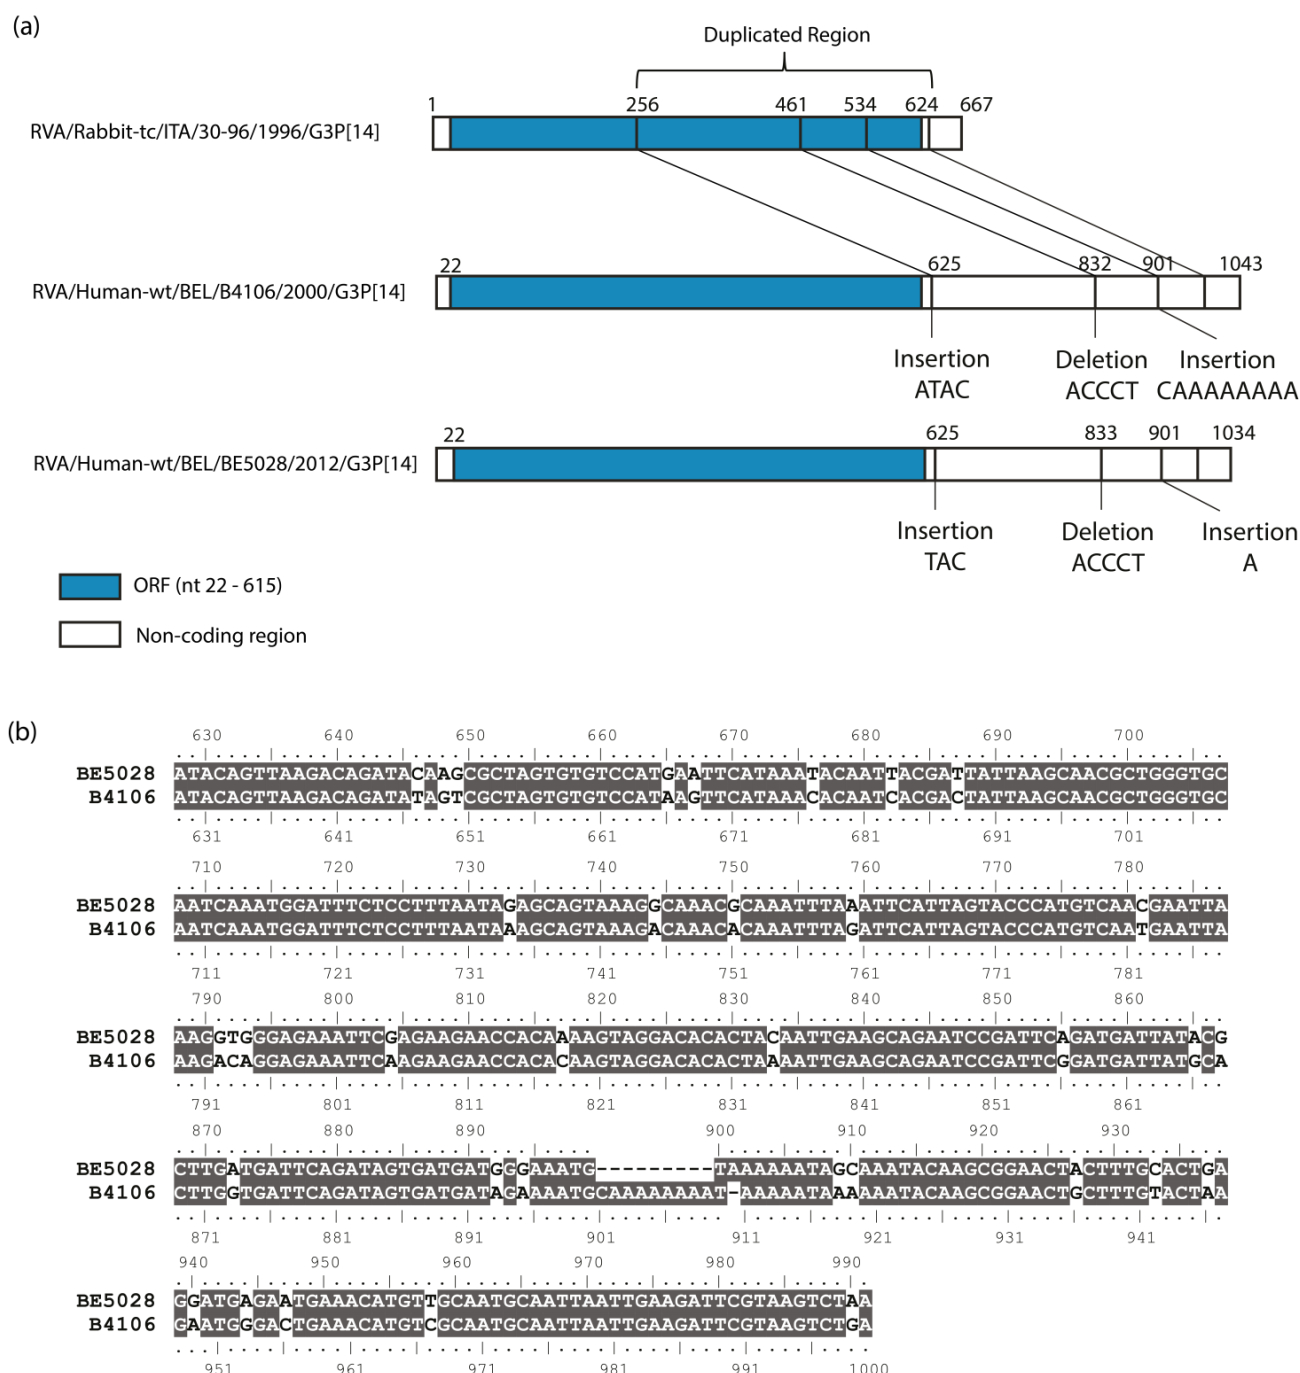 (a)
Duplicated Region
1 256 461 534 624 667
RVA/Rabbit-tc/ITA/30-96/1996/G3P[14]
22 625 832 901 1043
RVA/Human-wt/BEL/B4106/2000/G3P[14]
Insertion Deletion Insertion
ATAC ACCCT CAAAAAAAA
22 625 833 901 1034
RVA/Human-wt/BEL/BE5028/2012/G3P[14]
Insertion Deletion Insertion
TAC ACCCT A
ORF (nt 22 - 615)
Non-coding region
(b)
630 640 650 660 670 680 690 700
BE5028 ATACAGTTAAGACAGATACAAGCGCTAGTGTGTCCATGAATTCATAAATACAATTACGATTATTAAGCAACGCTGGGTGC
B4106 ATACAGTTAAGACAGATATAGTCGCTAGTGTGTCCATAAGTTCATAAACACAATCACGACTATTAAGCAACGCTGGGTGC
631 641 651 661 671 681 691 701
710 720 730 740 750 760 770 780
BE5028 AATCAAATGGATTTCTCCTTTAATAGAGCAGTAAAGGCAAACGCAAATTTAAATTCATTAGTACCCATGTCAACGAATTA
B4106 AATCAAATGGATTTCTCCTTTAATAAAGCAGTAAAGACAAACACAAATTTAGATTCATTAGTACCCATGTCAATGAATTA
711 721 731 741 751 761 771 781
790 800 810 820 830 840 850 860
BE5028 AAGGTGGGAGAAATTCGAGAAGAACCACAAAAGTAGGACACACTACAATTGAAGCAGAATCCGATTCAGATGATTATACG
B4106 AAGACAGGAGAAATTCAAGAAGAACCACACAAGTAGGACACACTAAAATTGAAGCAGAATCCGATTCGGATGATTATGCA
791 801 811 821 831 841 851 861
870 880 890 900 910 920 930
BE5028 CTTGATGATTCAGATAGTGATGATGGGAAATG---------TAAAAAATAGCAAATACAAGCGGAACTACTTTGCACTGA
B4106 CTTGGTGATTCAGATAGTGATGATAGAAAATGCAAAAAAAAT-AAAAATAAAAAATACAAGCGGAACTGCTTTGTACTAA
871 881 891 901 911 921 931 941
940 950 960 970 980 990
BE5028 GGATGAGAATGAAACATGTTGCAATGCAATTAATTGAAGATTCGTAAGTCTAA
B4106 GAATGGGACTGAAACATGTCGCAATGCAATTAATTGAAGATTCGTAAGTCTGA
951 961 971 981 991 1000